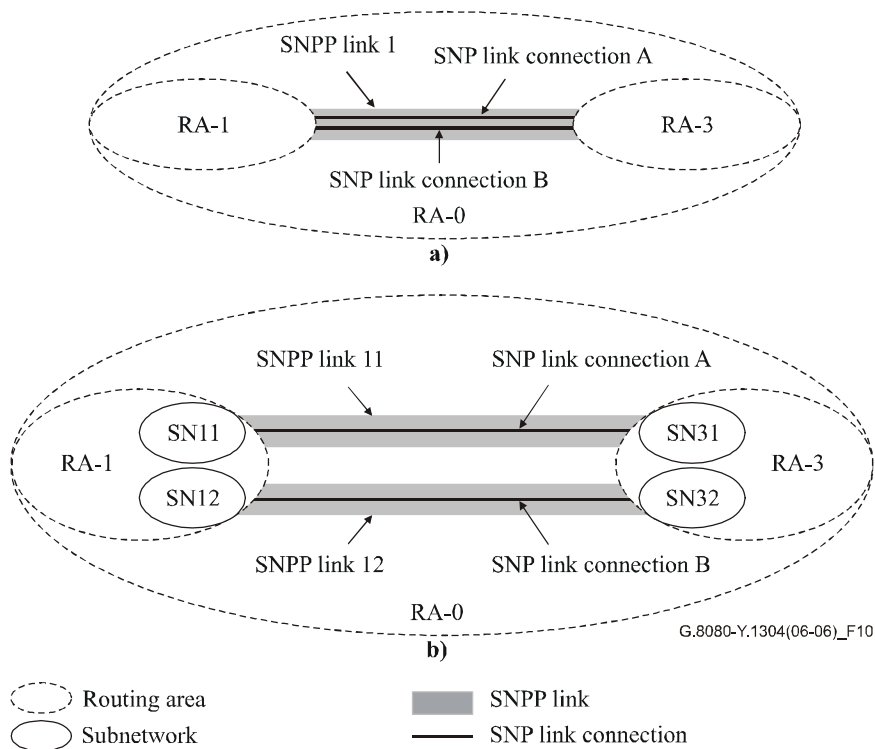 SNPP link 1
SNP link connection A
RA-1
RA-3
SNP link connection B
RA-0
a)
SNPP link 11
SNP link connection A
SN11
SN31
RA-1
RA-3
SN12
SN32
SNPP link 12
SNP link connection B
RA-0
G.8080-Y.1304(06-06)_F10
b)
Routing area
SNPP link
Subnetwork
SNP link connection